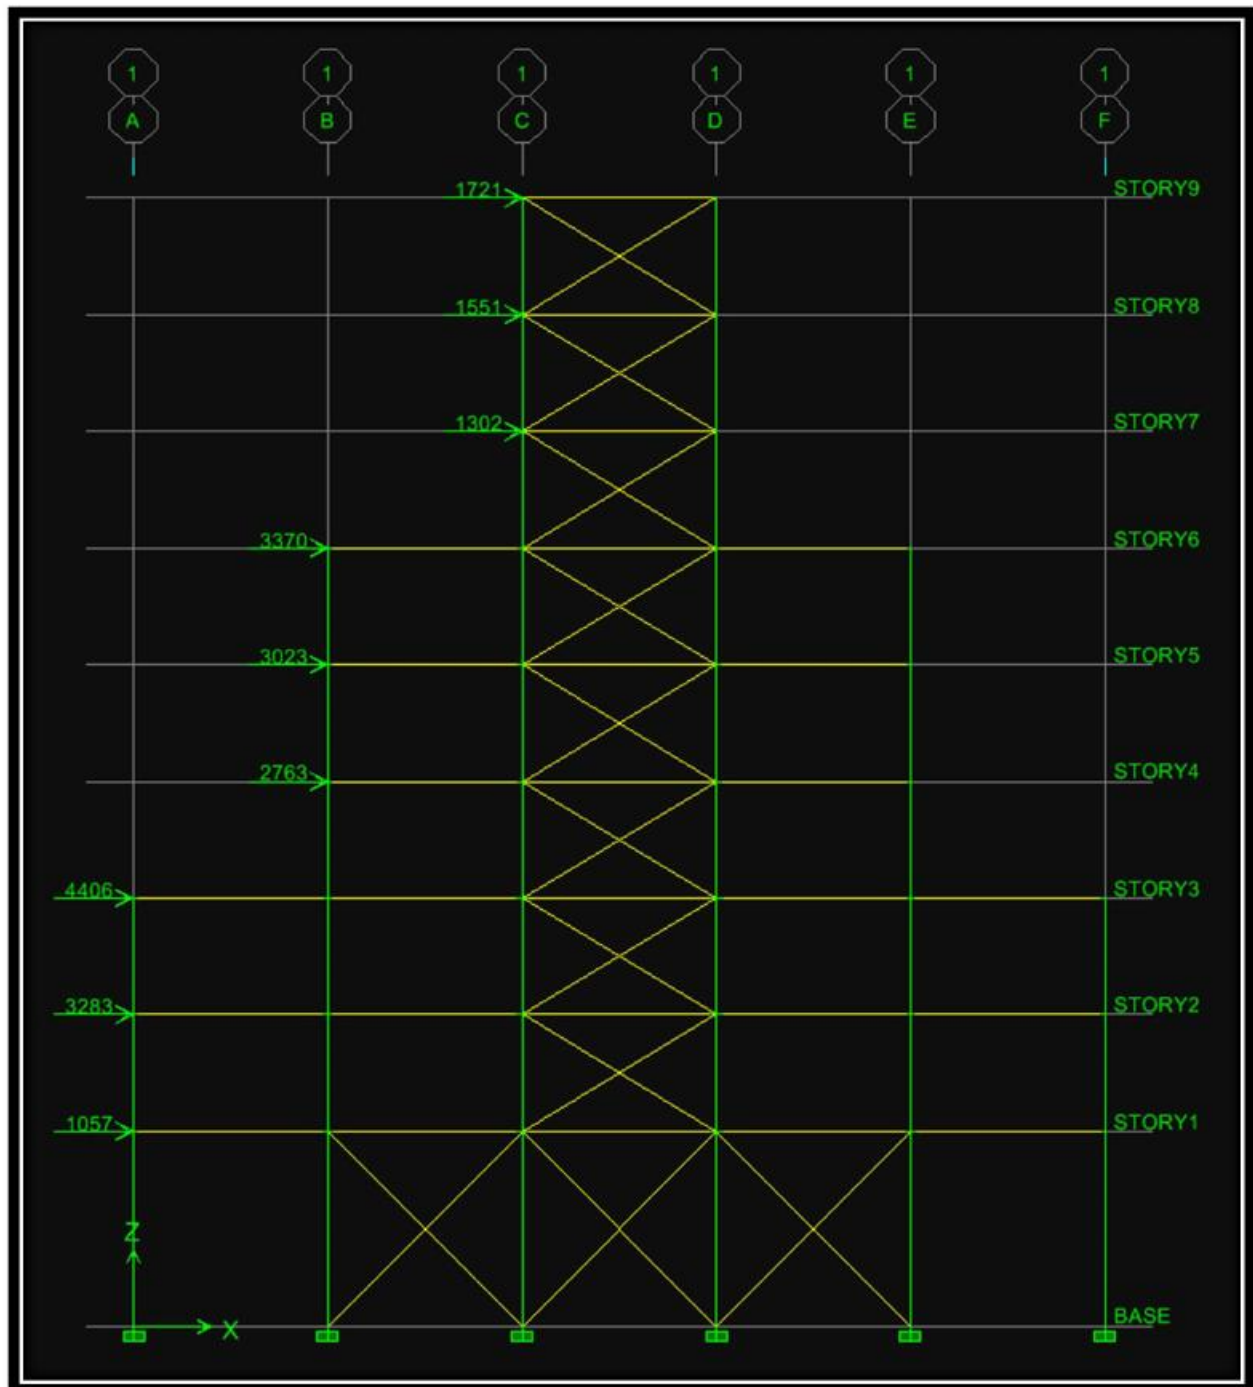 1 1 1 1 1 1
A B C D E F
1721 STORY9
1551 STORY8
1302 STORY7
3370 STORY6
3023 STORY5
2763 STORY4
4406 STORY3
3283 STORY2
1057 STORY1
Z
BASE
X